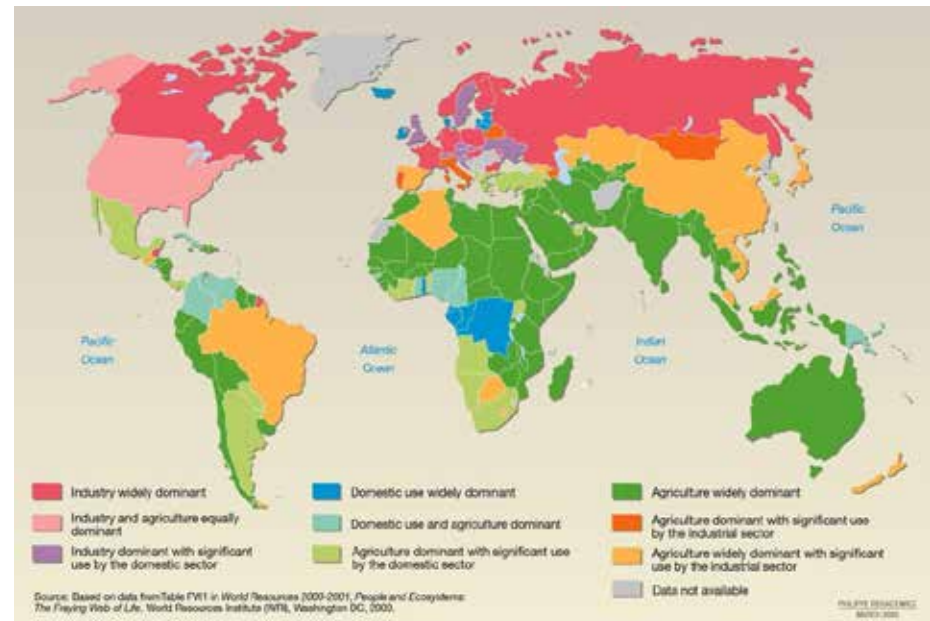 Pacific
Ocean
Pacific
Ocean
Atlantic
Ocean
Indian
Ocean
Industry widely dominant
Industry and agriculture equally
dominant
Industry dominant with significant
use by the domestic sector
Domestic use widely dominant
Domestic use and agriculture dominant
Agriculture dominant with significant use
by the domestic sector
Agriculture widely dominant
Agriculture dominant with significant use
by the industrial sector
Agriculture widely dominant with significant
use by the industrial sector
Data not available
Source: Based on data fromTable FW1 in World Resources 2000-2001, People and Ecosystems:
The Fraying Web of Life, World Resources Institute (WRI), Washington DC, 2000.
PHILIPPE REKACEWICZ
MARCH 2002